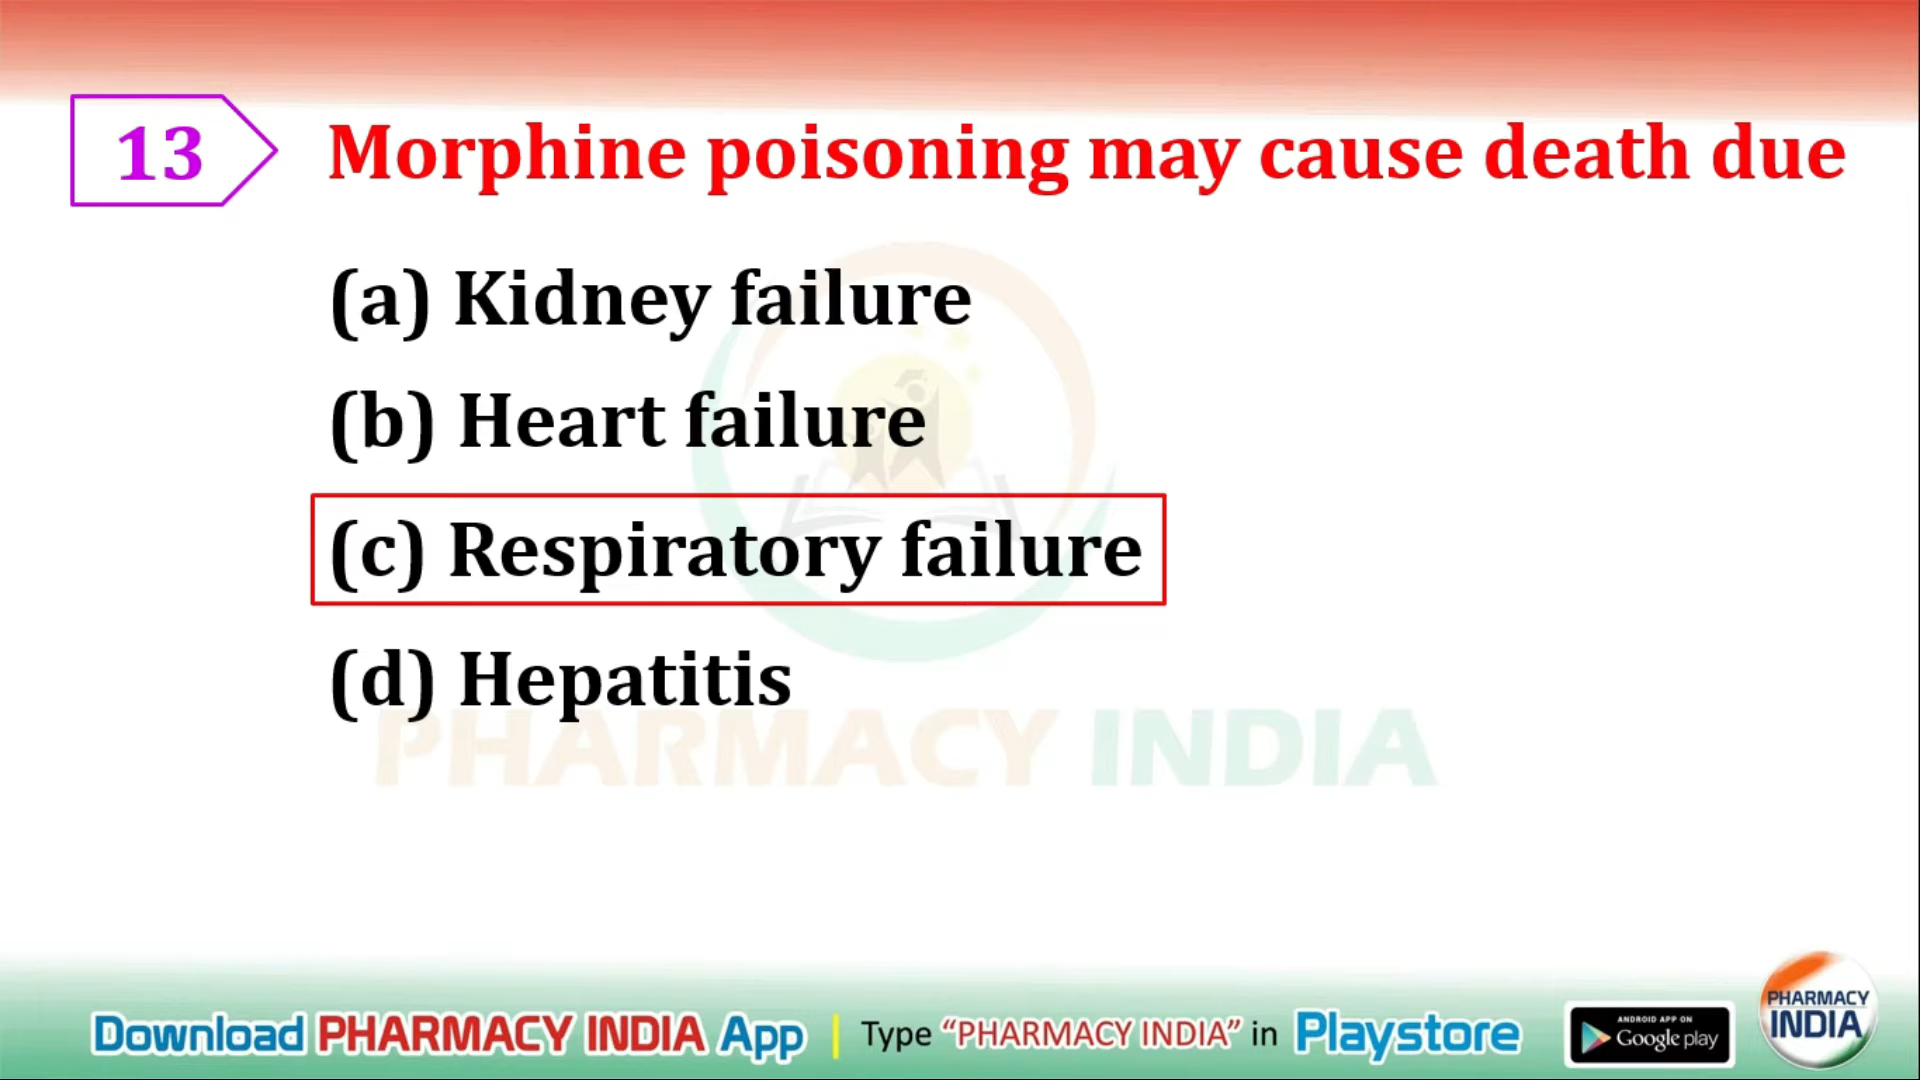 13
Morphine poisoning may cause death due
(a) Kidney failure
(b) Heart failure
(c) Respiratory failure
(d) Hepatitis
PHARMACY INDIA
Download PHARMACY INDIA App | Type “PHARMACY INDIA” in Playstore
ANDROID APP ON
Google play
PHARMACY
INDIA